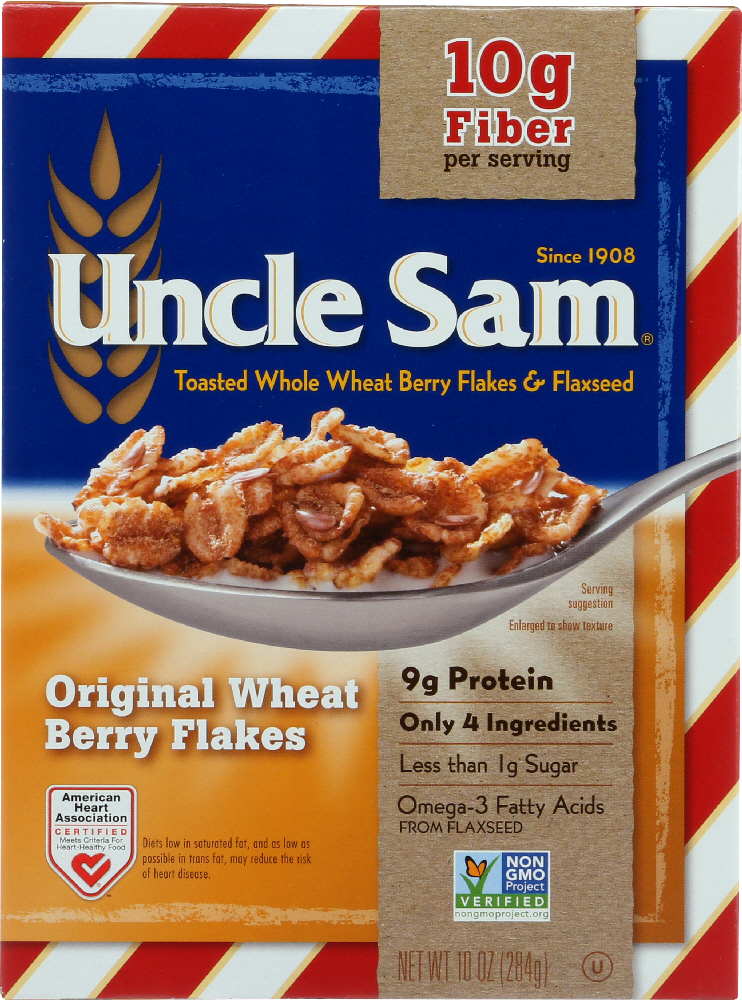 10g
Fiber
per serving
Since 1908
Uncle Sam®
Toasted Whole Wheat Berry Flakes & Flaxseed
Serving
suggestion
Enlarged to show texture
Original Wheat
Berry Flakes
9g Protein
Only 4 Ingredients
Less than 1g Sugar
Omega-3 Fatty Acids
FROM FLAXSEED
American
Heart
Association
CERTIFIED
Meets Criteria For
Heart-Healthy Food
Diets low in saturated fat, and as low as
possible in trans fat, may reduce the risk
of heart disease.
NON
GMO
Project
VERIFIED
nongmoproject.org
NET WT 10 OZ (284g)
U